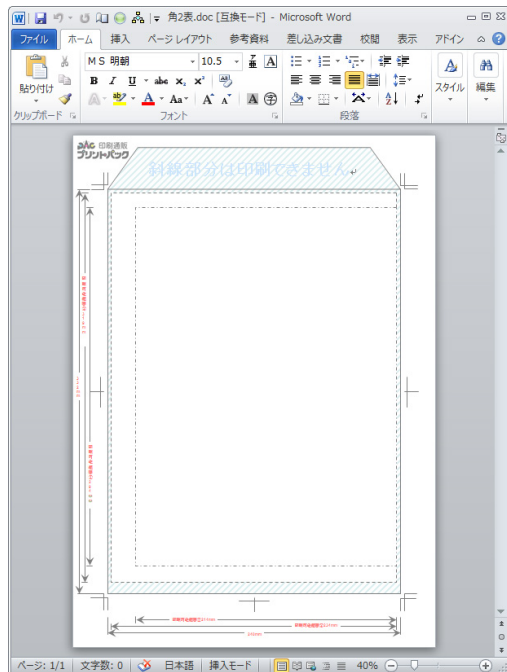 角2表.doc [互換モード] - Microsoft Word
ファイル ホーム 挿入 ページ レイアウト 参考資料 差し込み文書 校閲 表示 アドイン
貼り付け
MS 明朝 10.5
スタイル 編集
クリップボード フォント 段落
印刷通販
プリントパック
斜線部分は印刷できません
ページ: 1/1 文字数: 0 日本語 挿入モード 40%